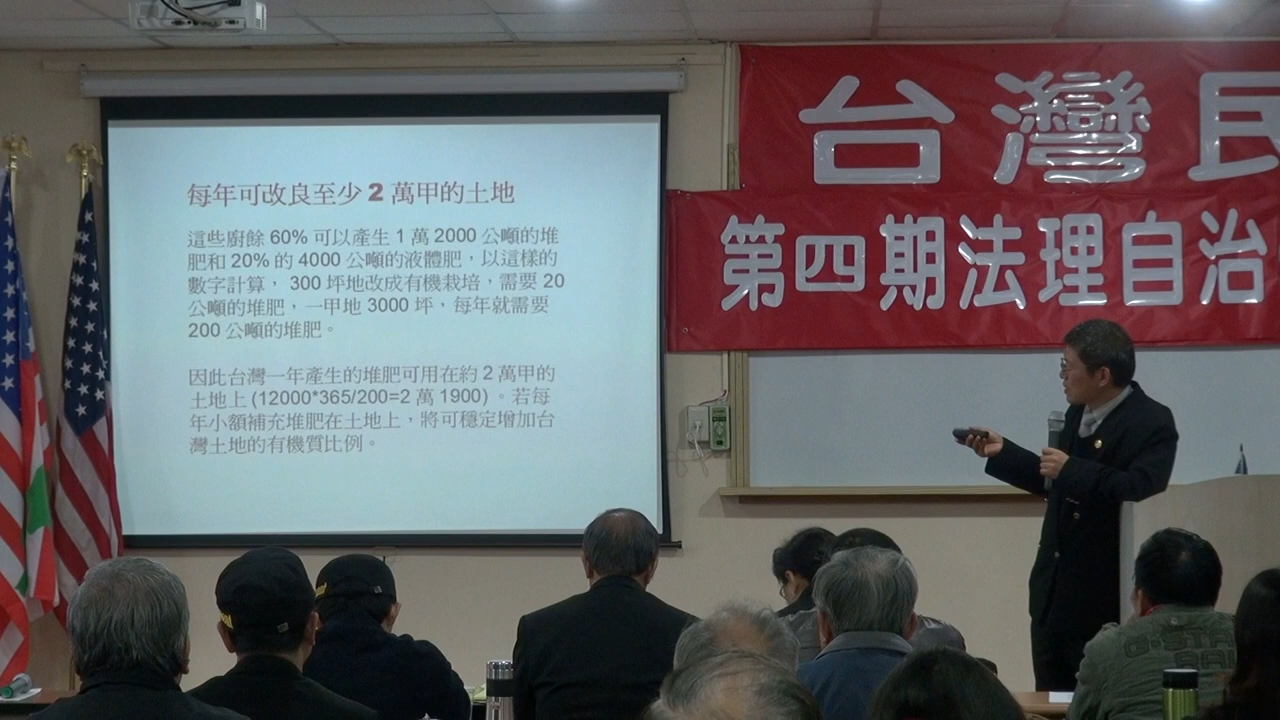 台灣民
第四期法理自治
每年可改良至少 2 萬甲的土地
這些廚餘 60% 可以產生 1 萬 2000 公噸的堆
肥和 20% 的 4000 公噸的液體肥，以這樣的
數字計算， 300 坪地改成有機栽培，需要 20
公噸的堆肥，一甲地 3000 坪，每年就需要
200 公噸的堆肥。
因此台灣一年產生的堆肥可用在約 2 萬甲的
土地上 (12000*365/200=2 萬 1900) 。若每
年小額補充堆肥在土地上，將可穩定增加台
灣土地的有機質比例。